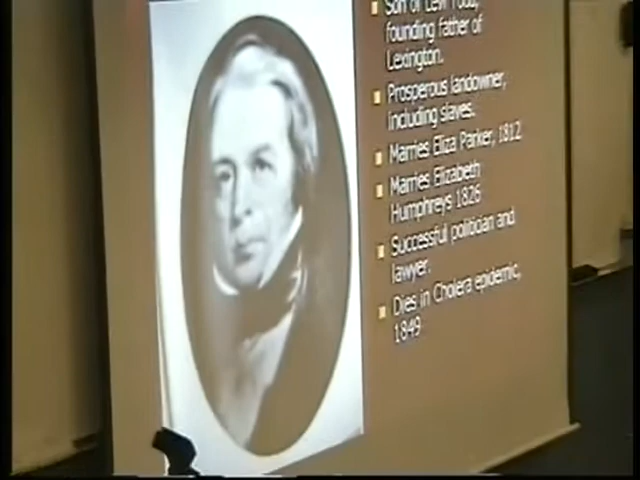 Son of Levi Todd,
founding father of
Lexington.
Prosperous landowner,
including slaves.
Marries Eliza Parker, 1812
Marries Elizabeth
Humphreys 1826
Successful politician and
lawyer.
Dies in Cholera epidemic,
1849